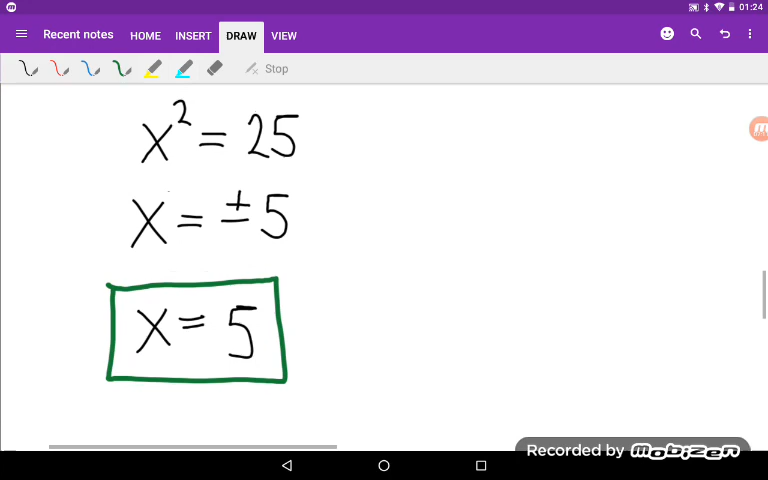 01:24
Recent notes HOME INSERT DRAW VIEW
Stop
x² = 25
x = ±5
x = 5
Recorded by mobizen